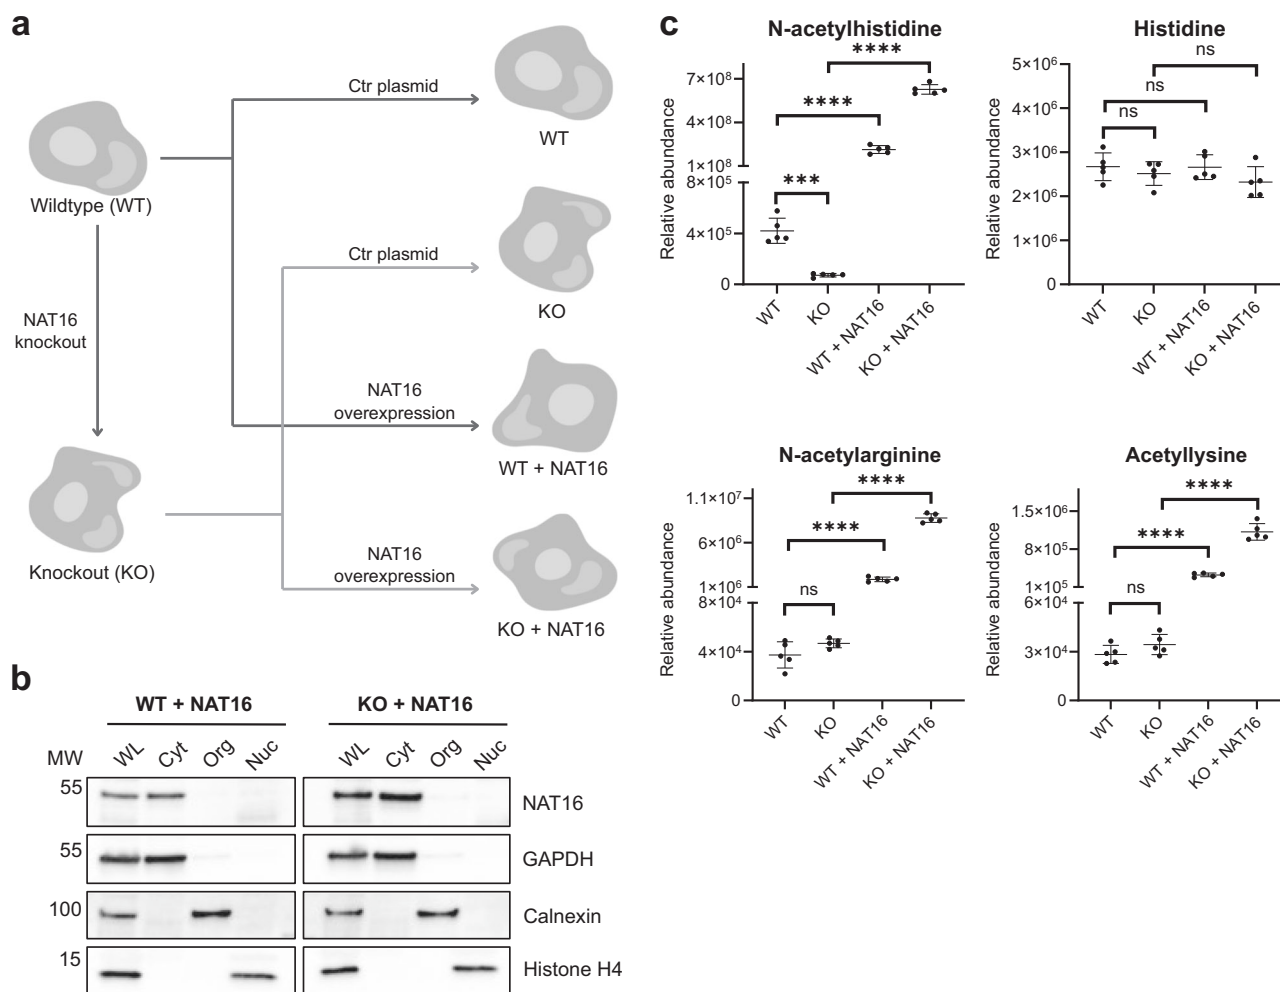 a
Ctr plasmid
WT
Wildtype (WT)
Ctr plasmid
KO
NAT16
knockout
NAT16
overexpression
WT + NAT16
Knockout (KO)
NAT16
overexpression
KO + NAT16
b
WT + NAT16
KO + NAT16
MW
WL Cyt Org Nuc
WL Cyt Org Nuc
55
NAT16
55
GAPDH
100
Calnexin
15
Histone H4
c
N-acetylhistidine
Relative abundance
7×10⁸
4×10⁸
1×10⁸
8×10⁵
4×10⁵
0
****
****
***
WT
KO
WT + NAT16
KO + NAT16
Histidine
Relative abundance
5×10⁶
4×10⁶
3×10⁶
2×10⁶
1×10⁶
0
ns
ns
ns
WT
KO
WT + NAT16
KO + NAT16
N-acetylarginine
Relative abundance
1.1×10⁷
6×10⁶
1×10⁶
8×10⁴
4×10⁴
0
****
****
ns
WT
KO
WT + NAT16
KO + NAT16
Acetyllysine
Relative abundance
1.5×10⁶
8×10⁵
1×10⁵
6×10⁴
3×10⁴
0
****
****
ns
WT
KO
WT + NAT16
KO + NAT16